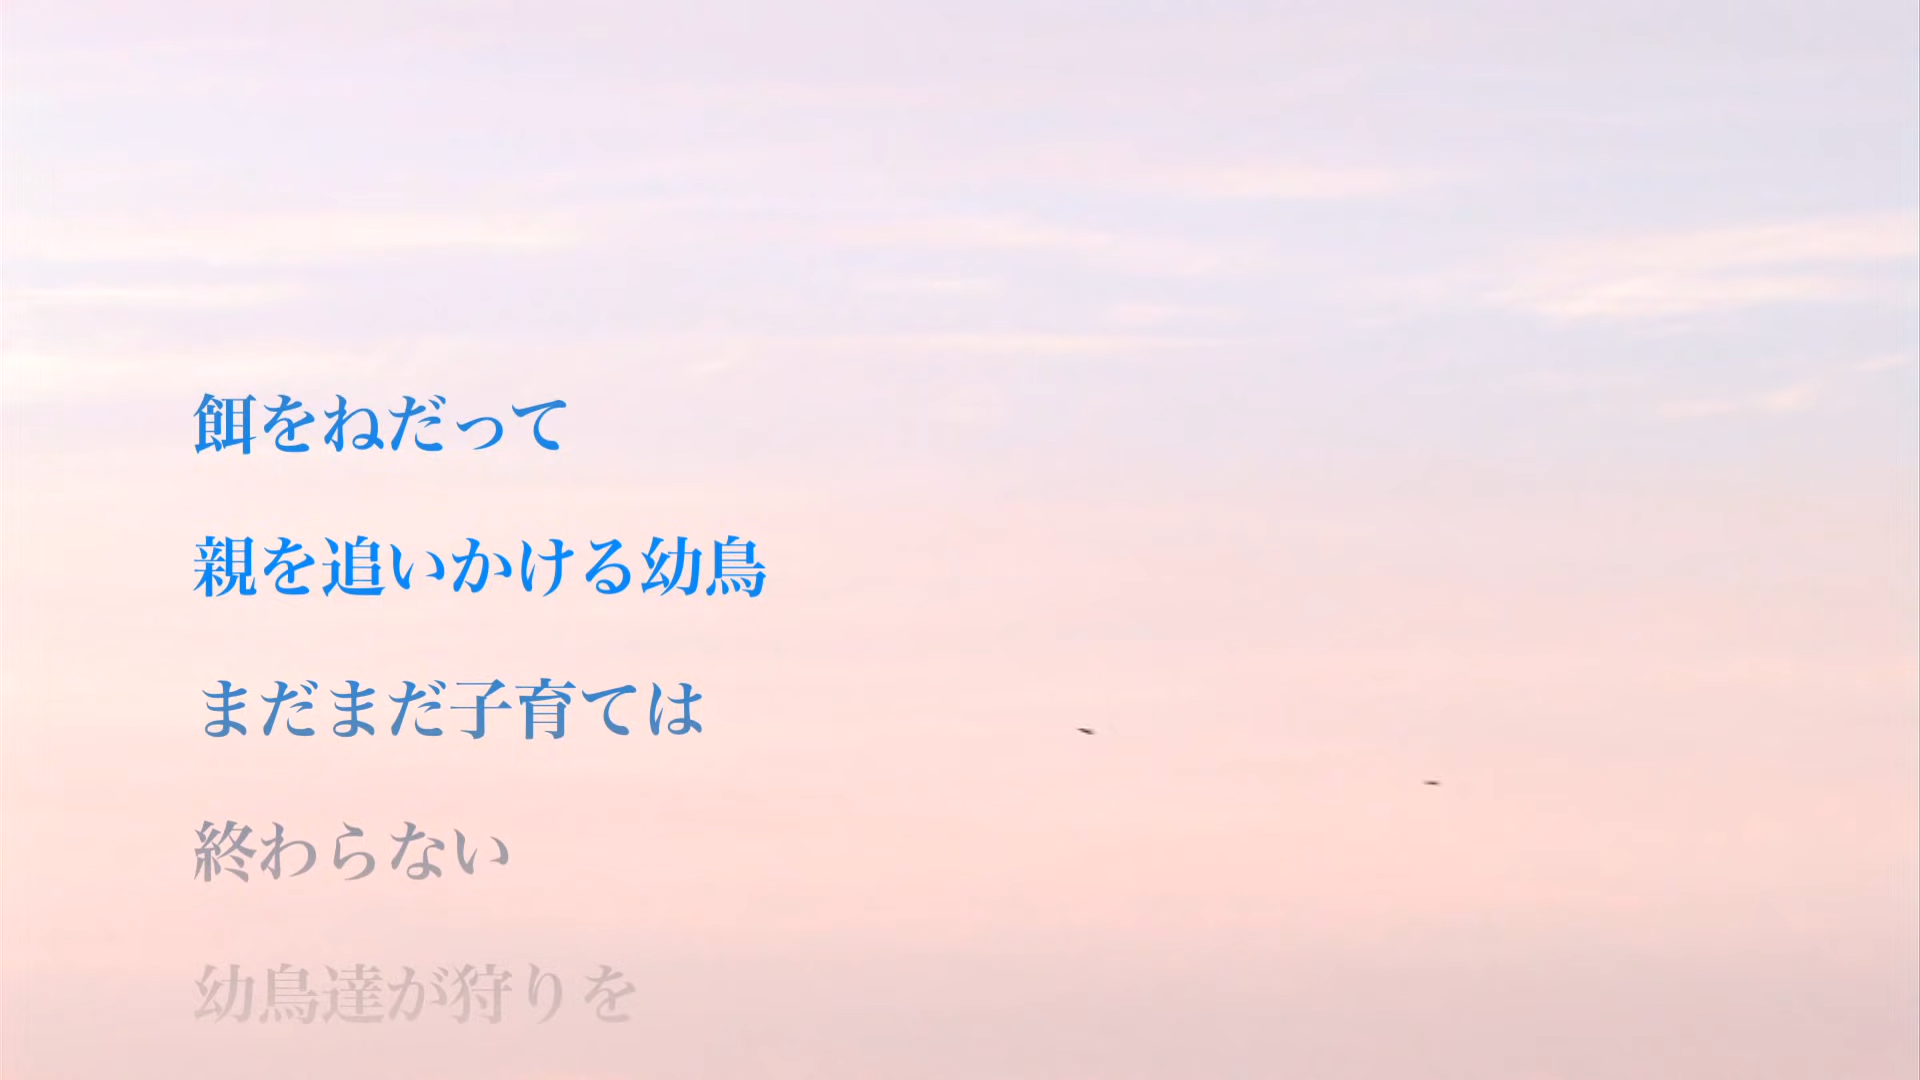 餌をねだって
親を追いかける幼鳥
まだまだ子育ては
終わらない
幼鳥達が狩りを